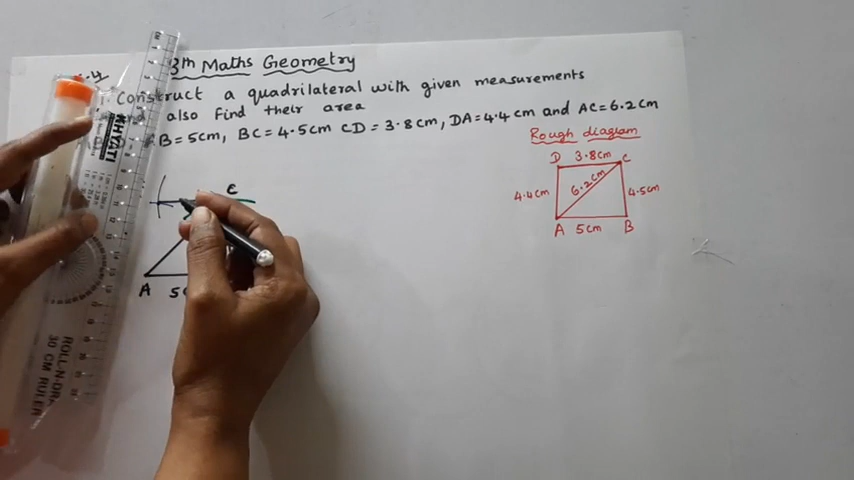 8th Maths Geometry
Construct a quadrilateral with given measurements
also find their area
B = 5cm, BC = 4.5cm CD = 3.8cm, DA = 4.4cm and AC = 6.2cm
Rough diagram
D 3.8cm C
4.4cm 6.2cm 4.5cm
A 5cm B
A 5
KHYATI
ROLL-N-DRAW
30 CM RULER